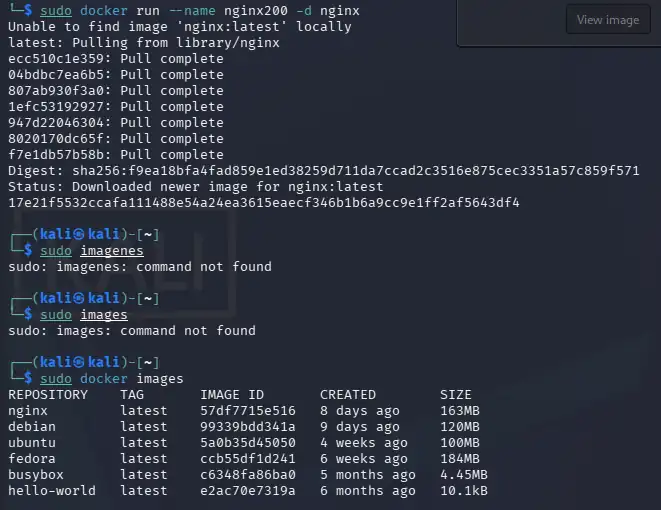 └─$ sudo docker run --name nginx200 -d nginx
View image
Unable to find image 'nginx:latest' locally
latest: Pulling from library/nginx
ecc510c1e359: Pull complete
04bdbc7ea6b5: Pull complete
807ab930f3a0: Pull complete
1efc53192927: Pull complete
947d22046304: Pull complete
8020170dc65f: Pull complete
f7e1db57b58b: Pull complete
Digest: sha256:f9ea18bfa4fad859e1ed38259d711da7ccad2c3516e875cec3351a57c859f571
Status: Downloaded newer image for nginx:latest
17e21f5532ccafa111488e54a24ea3615eaecf346b1b6a9cc9e1ff2af5643df4
┌──(kali㉿kali)-[~]
└─$ sudo imagenes
sudo: imagenes: command not found
┌──(kali㉿kali)-[~]
└─$ sudo images
sudo: images: command not found
┌──(kali㉿kali)-[~]
└─$ sudo docker images
REPOSITORY    TAG       IMAGE ID       CREATED        SIZE
nginx         latest    57df7715e516   8 days ago     163MB
debian        latest    99339bdd341a   9 days ago     120MB
ubuntu        latest    5a0b35d45050   4 weeks ago    100MB
fedora        latest    ccb55df1d241   6 weeks ago    184MB
busybox       latest    c6348fa86ba0   5 months ago   4.45MB
hello-world   latest    e2ac70e7319a   6 months ago   10.1kB
KALI